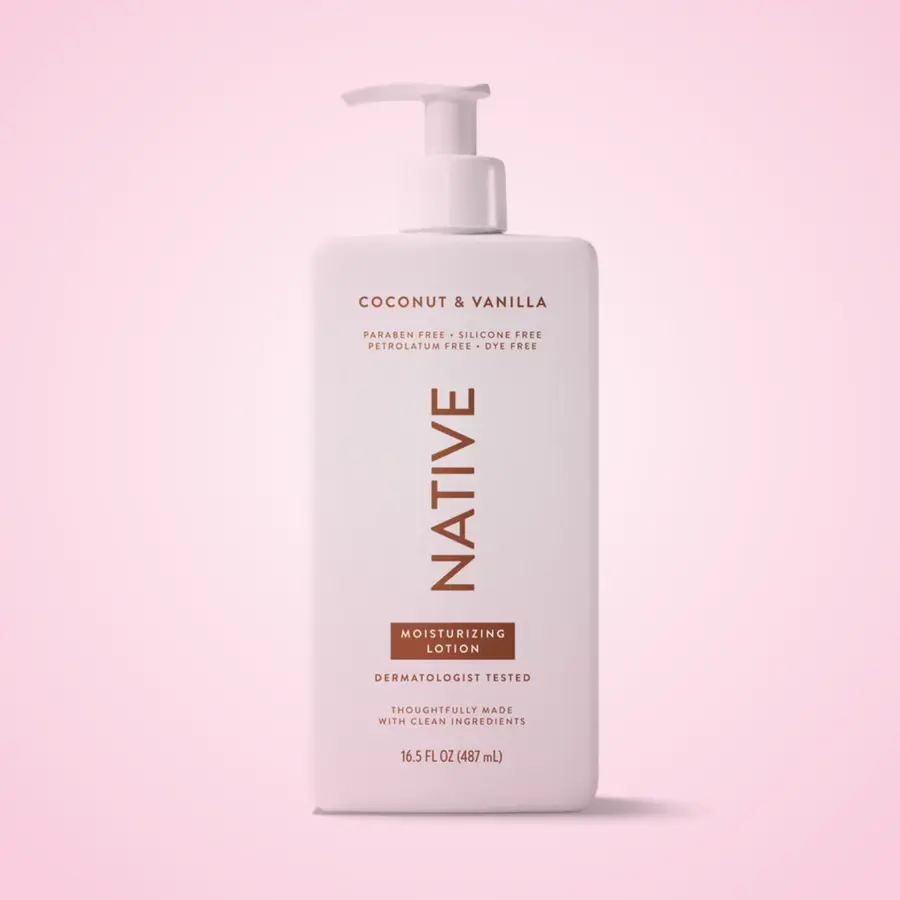 COCONUT & VANILLA
PARABEN FREE • SILICONE FREE
PETROLATUM FREE • DYE FREE
NATIVE
MOISTURIZING
LOTION
DERMATOLOGIST TESTED
THOUGHTFULLY MADE
WITH CLEAN INGREDIENTS
16.5 FL OZ (487 mL)